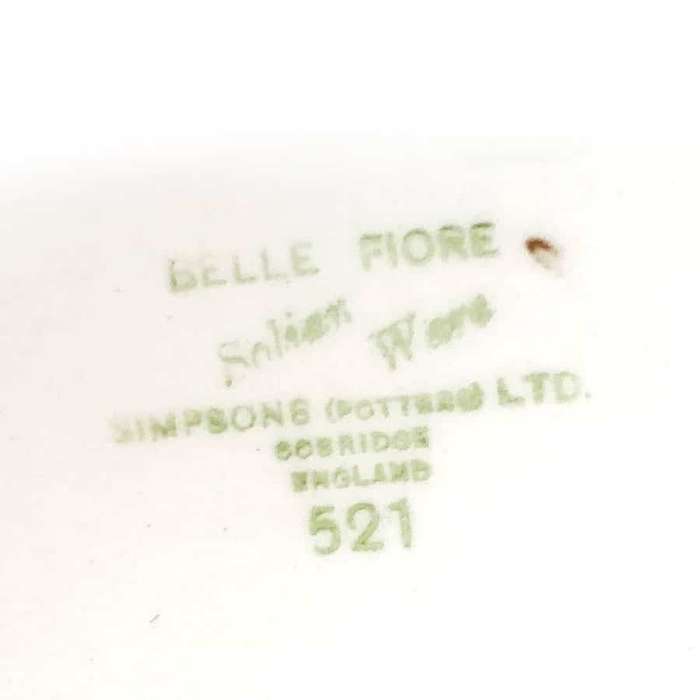 BELLE FIORE
Solian Ware
SIMPSONS (POTTERS) LTD.
COBRIDGE
ENGLAND
521